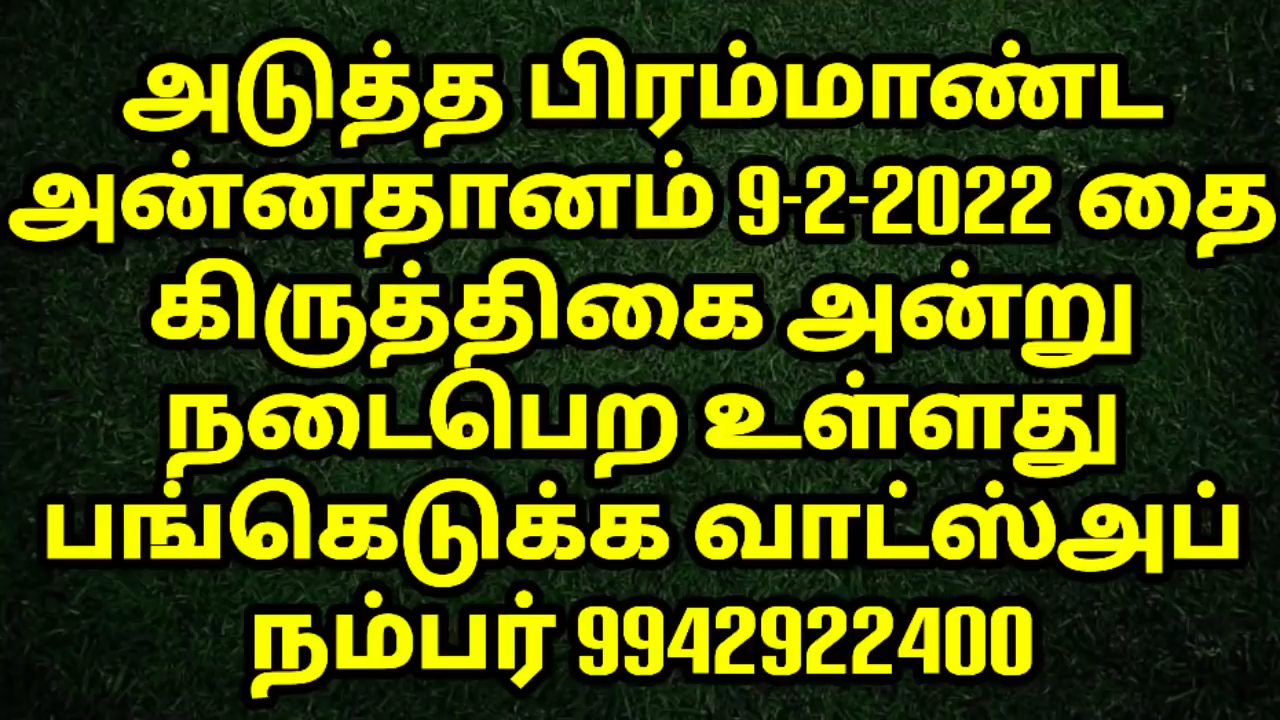 அடுத்த பிரம்மாண்ட
அன்னதானம் 9-2-2022 தை
கிருத்திகை அன்று
நடைபெற உள்ளது
பங்கெடுக்க வாட்ஸ்அப்
நம்பர் 9942922400